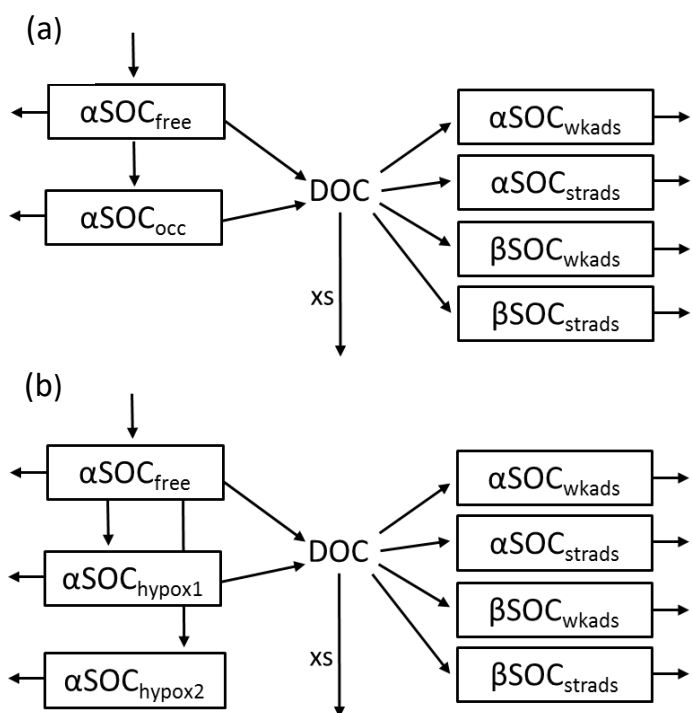 (a)
αSOCfree
αSOCocc
DOC
xs
αSOCwkads
αSOCstrads
βSOCwkads
βSOCstrads
(b)
αSOCfree
αSOChypox1
αSOChypox2
DOC
xs
αSOCwkads
αSOCstrads
βSOCwkads
βSOCstrads